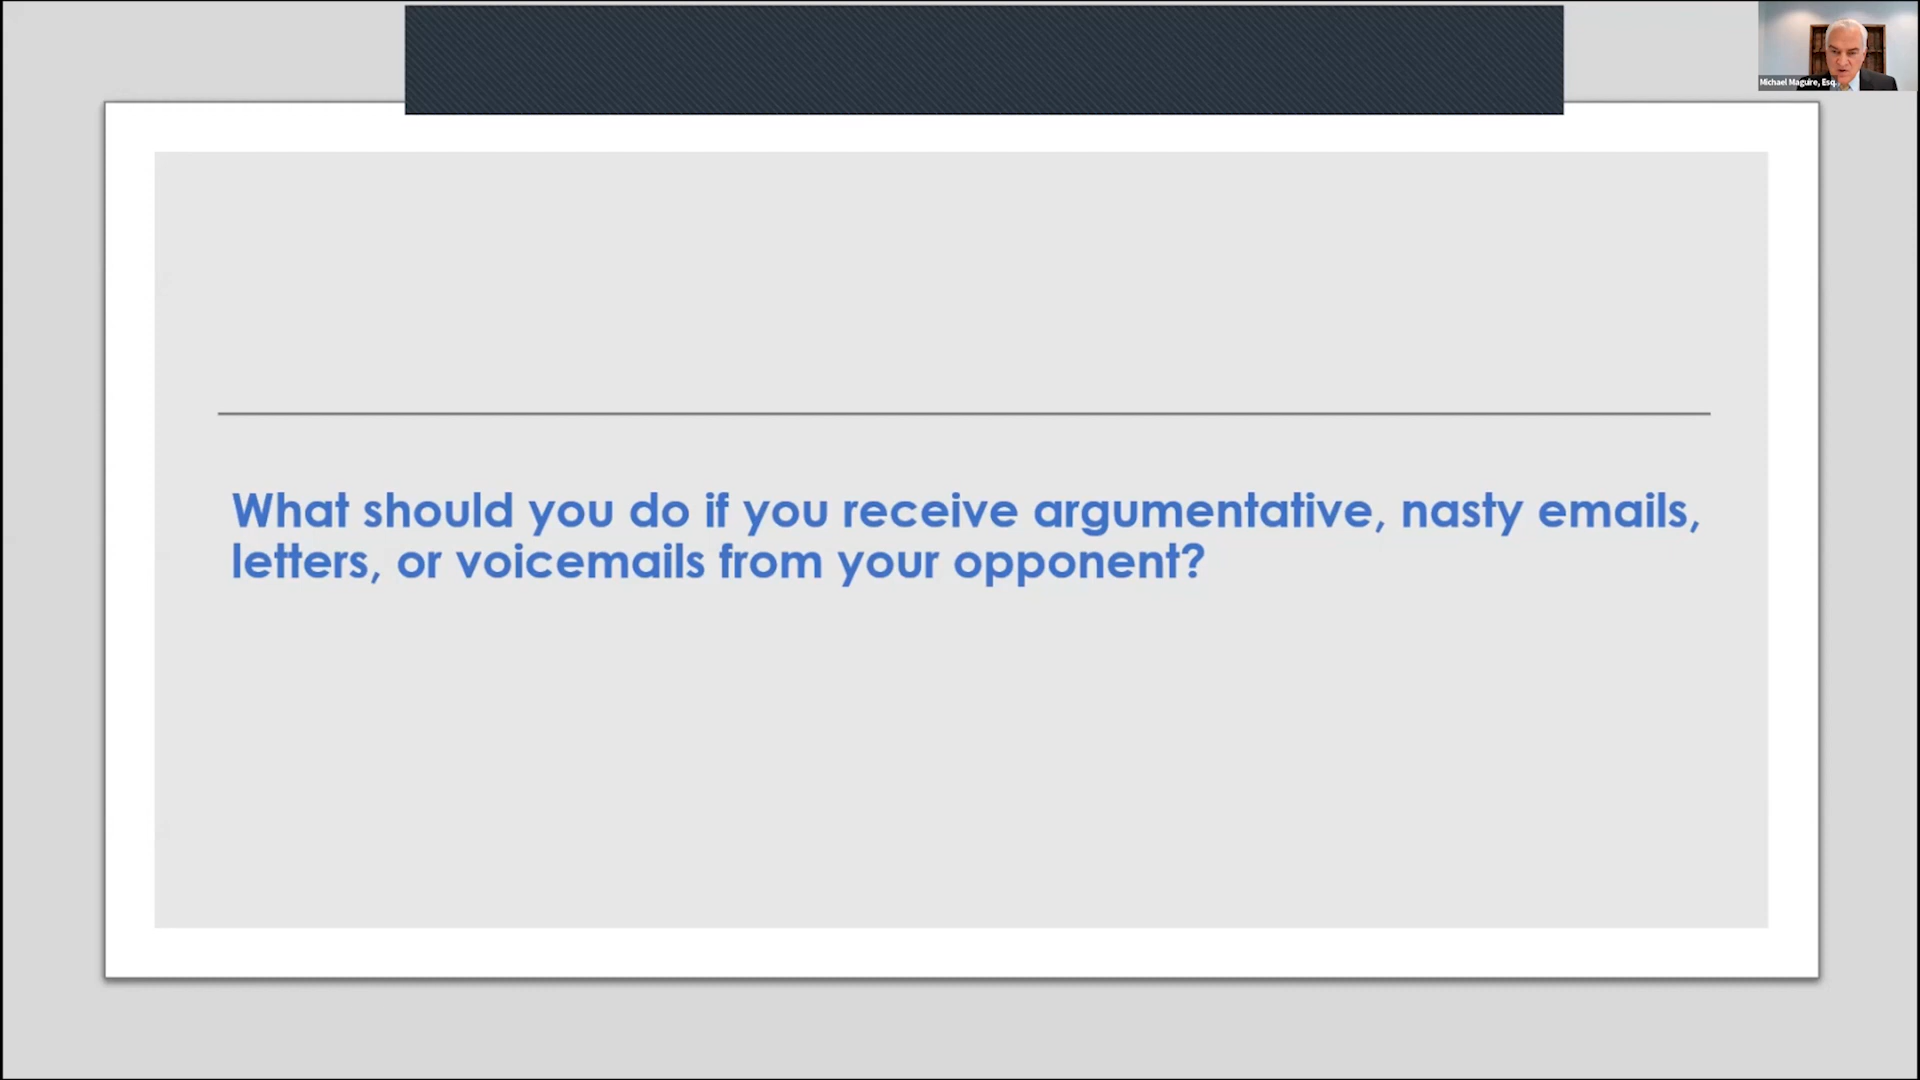 Michael Maguire, Esq.
What should you do if you receive argumentative, nasty emails,
letters, or voicemails from your opponent?